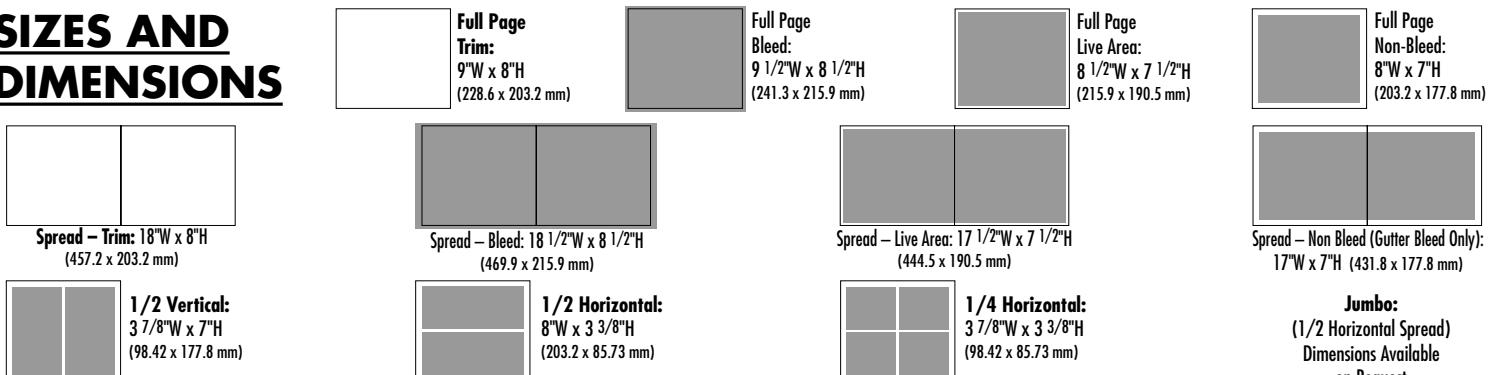 SIZES AND
DIMENSIONS
Full Page
Trim:
9"W x 8"H
(228.6 x 203.2 mm)
Full Page
Bleed:
9 1/2"W x 8 1/2"H
(241.3 x 215.9 mm)
Full Page
Live Area:
8 1/2"W x 7 1/2"H
(215.9 x 190.5 mm)
Full Page
Non-Bleed:
8"W x 7"H
(203.2 x 177.8 mm)
Spread – Trim: 18"W x 8"H
(457.2 x 203.2 mm)
Spread – Bleed: 18 1/2"W x 8 1/2"H
(469.9 x 215.9 mm)
Spread – Live Area: 17 1/2"W x 7 1/2"H
(444.5 x 190.5 mm)
Spread – Non Bleed (Gutter Bleed Only):
17"W x 7"H (431.8 x 177.8 mm)
1/2 Vertical:
3 7/8"W x 7"H
(98.42 x 177.8 mm)
1/2 Horizontal:
8"W x 3 3/8"H
(203.2 x 85.73 mm)
1/4 Horizontal:
3 7/8"W x 3 3/8"H
(98.42 x 85.73 mm)
Jumbo:
(1/2 Horizontal Spread)
Dimensions Available
on Request